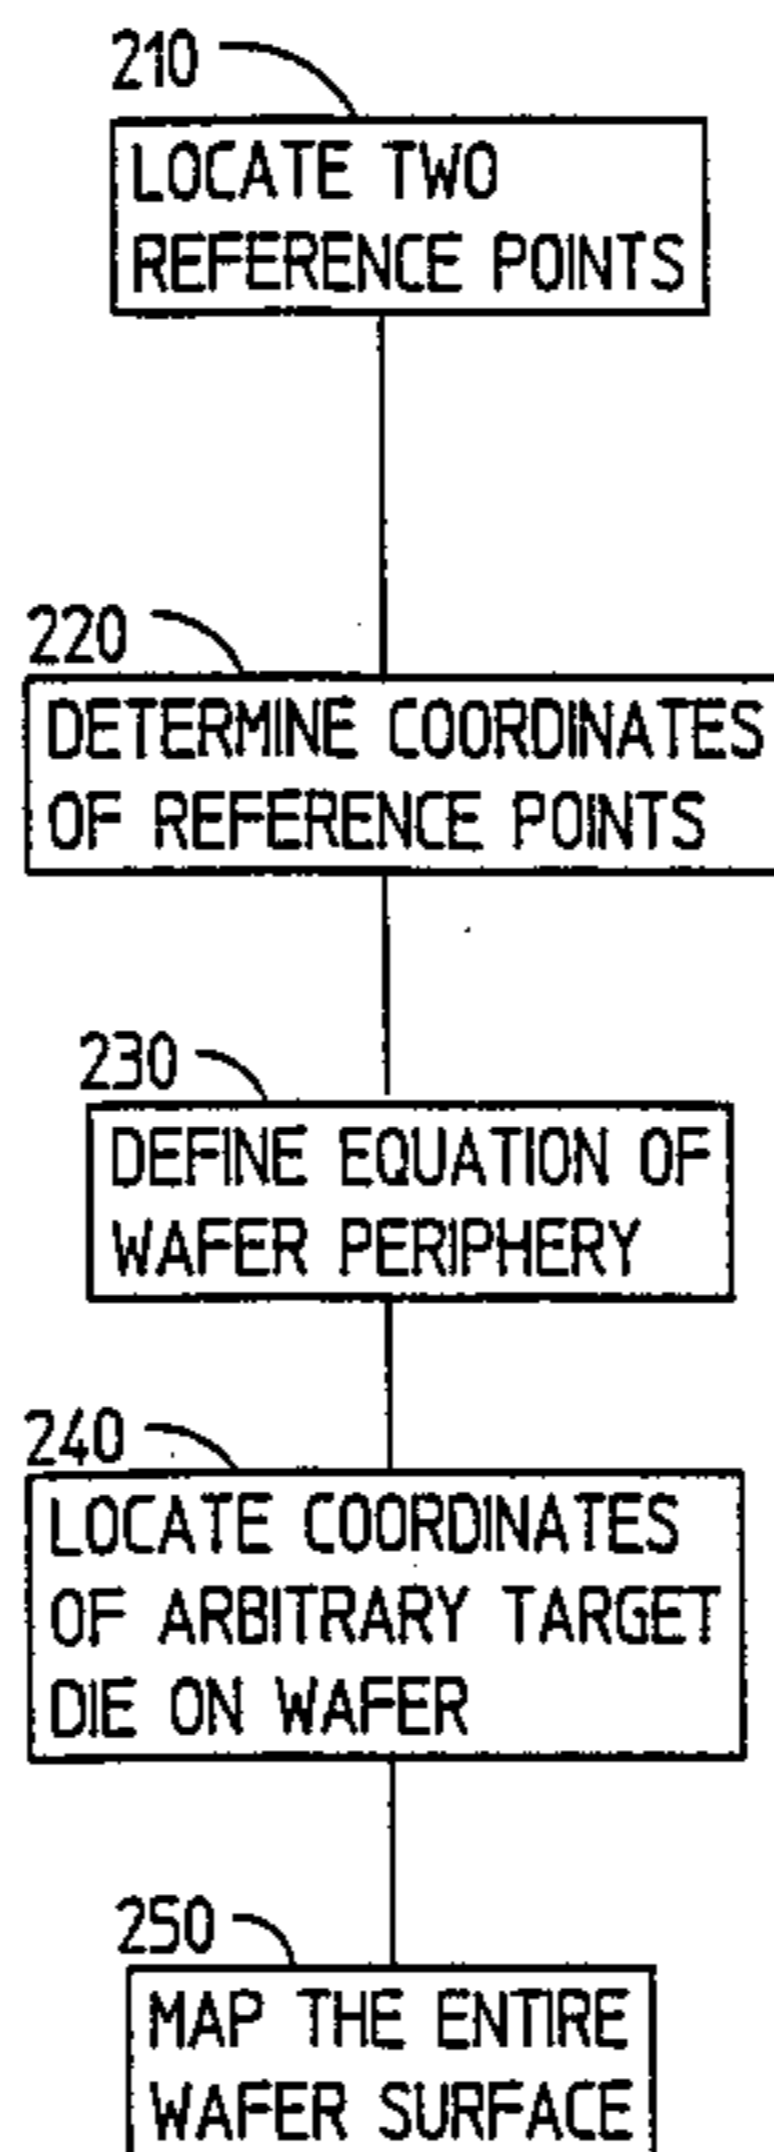 210
LOCATE TWO
REFERENCE POINTS
220
DETERMINE COORDINATES
OF REFERENCE POINTS
230
DEFINE EQUATION OF
WAFER PERIPHERY
240
LOCATE COORDINATES
OF ARBITRARY TARGET
DIE ON WAFER
250
MAP THE ENTIRE
WAFER SURFACE